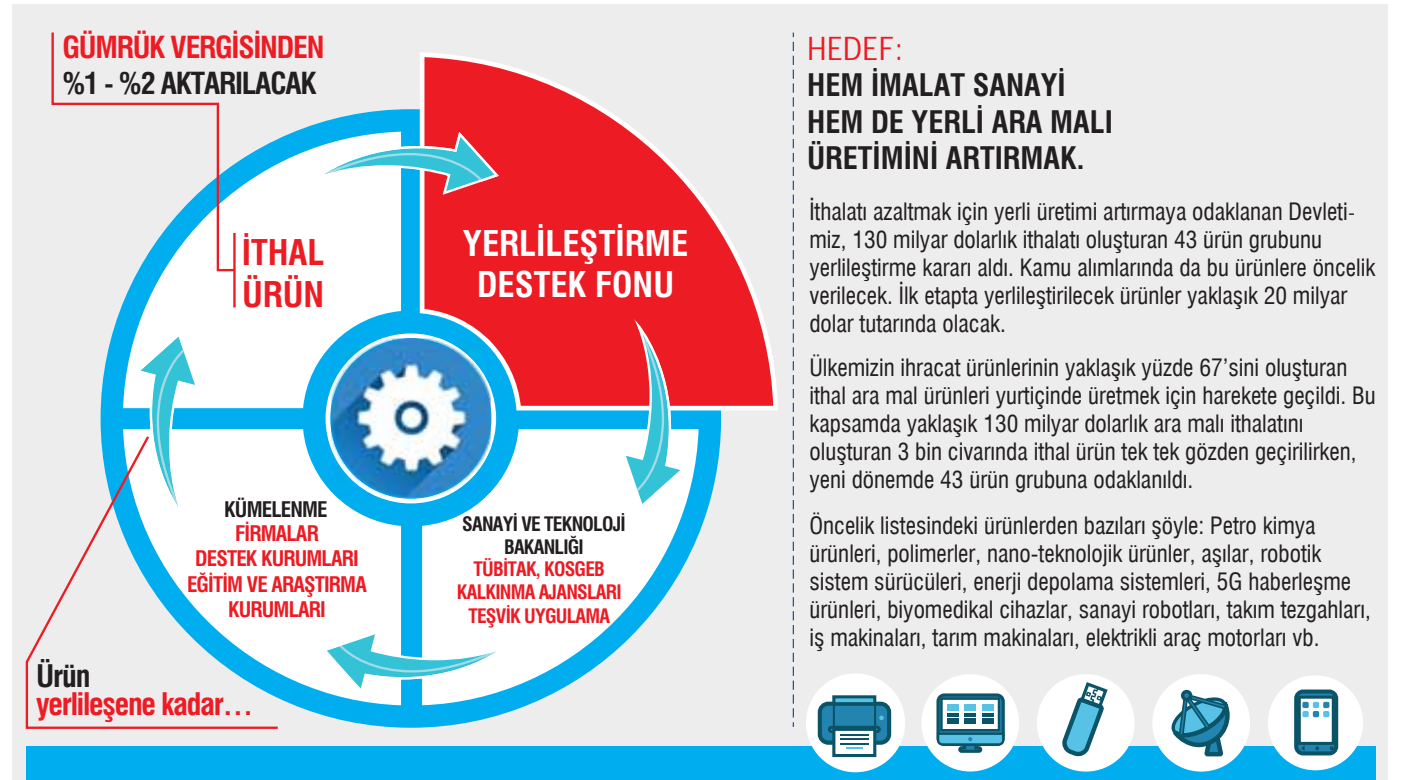 GÜMRÜK VERGİSİNDEN
%1 - %2 AKTARILACAK
İTHAL
ÜRÜN
YERLİLEŞTİRME
DESTEK FONU
KÜMELENME
FİRMALAR
DESTEK KURUMLARI
EĞİTİM VE ARAŞTIRMA
KURUMLARI
SANAYİ VE TEKNOLOJİ
BAKANLIĞI
TÜBİTAK, KOSGEB
KALKINMA AJANSLARI
TEŞVİK UYGULAMA
Ürün
yerlileşene kadar...
HEDEF:
HEM İMALAT SANAYİ
HEM DE YERLİ ARA MALI
ÜRETİMİNİ ARTIRMAK.
İthalatı azaltmak için yerli üretimi artırmaya odaklanan Devleti-
miz, 130 milyar dolarlık ithalatı oluşturan 43 ürün grubunu
yerlileştirme kararı aldı. Kamu alımlarında da bu ürünlere öncelik
verilecek. İlk etapta yerlileştirilecek ürünler yaklaşık 20 milyar
dolar tutarında olacak.
Ülkemizin ihracat ürünlerinin yaklaşık yüzde 67'sini oluşturan
ithal ara mal ürünleri yurtiçinde üretmek için harekete geçildi. Bu
kapsamda yaklaşık 130 milyar dolarlık ara malı ithalatını
oluşturan 3 bin civarında ithal ürün tek tek gözden geçirilirken,
yeni dönemde 43 ürün grubuna odaklanıldı.
Öncelik listesindeki ürünlerden bazıları şöyle: Petro kimya
ürünleri, polimerler, nano-teknolojik ürünler, aşılar, robotik
sistem sürücüleri, enerji depolama sistemleri, 5G haberleşme
ürünleri, biyomedikal cihazlar, sanayi robotları, takım tezgahları,
iş makinaları, tarım makinaları, elektrikli araç motorları vb.